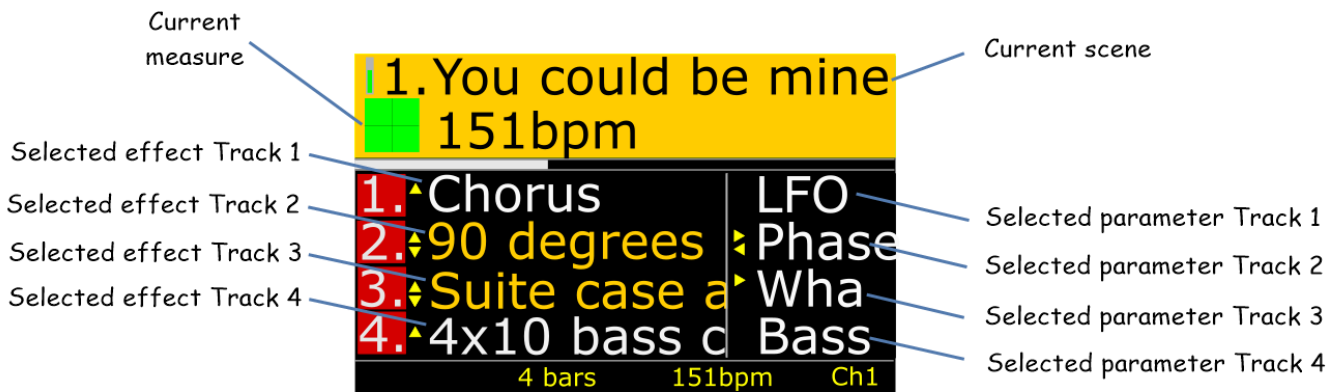 Current
measure
Current scene
1.You could be mine
151bpm
Selected effect Track 1
Selected effect Track 2
Selected effect Track 3
Selected effect Track 4
1. Chorus LFO
2. 90 degrees Phase
3. Suite case a Wha
4. 4x10 bass c Bass
4 bars 151bpm Ch1
Selected parameter Track 1
Selected parameter Track 2
Selected parameter Track 3
Selected parameter Track 4